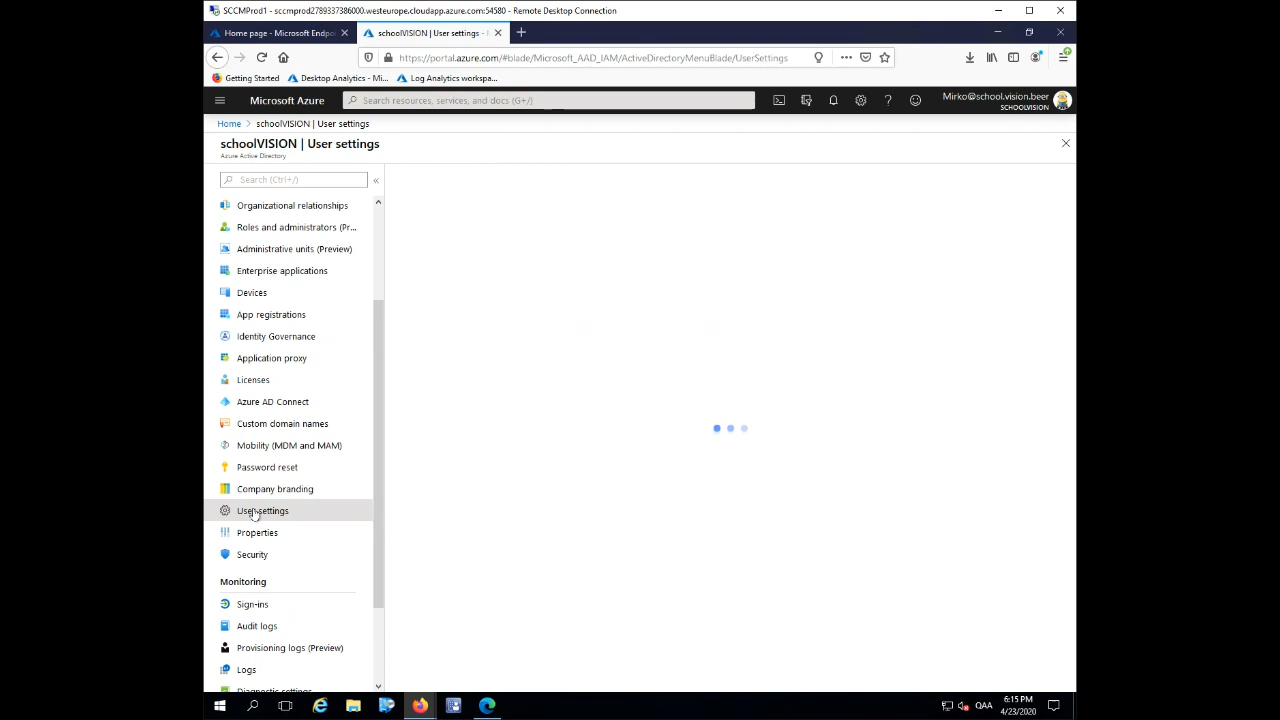 SCCMProd1 - sccmprod2789337386000.westeurope.cloudapp.azure.com:54580 - Remote Desktop Connection
Home page - Microsoft Endpoi
schoolVISION | User settings -
https://portal.azure.com/#blade/Microsoft_AAD_IAM/ActiveDirectoryMenuBlade/UserSettings
Getting Started
Desktop Analytics - Mi...
Log Analytics workspa...
Microsoft Azure
Search resources, services, and docs (G+/)
Mirko@school.vision.beer
SCHOOLVISION
Home > schoolVISION | User settings
schoolVISION | User settings
Azure Active Directory
Search (Ctrl+/)
Organizational relationships
Roles and administrators (Pr...
Administrative units (Preview)
Enterprise applications
Devices
App registrations
Identity Governance
Application proxy
Licenses
Azure AD Connect
Custom domain names
Mobility (MDM and MAM)
Password reset
Company branding
User settings
Properties
Security
Monitoring
Sign-ins
Audit logs
Provisioning logs (Preview)
Logs
Diagnostic settings
QAA
6:15 PM
4/23/2020